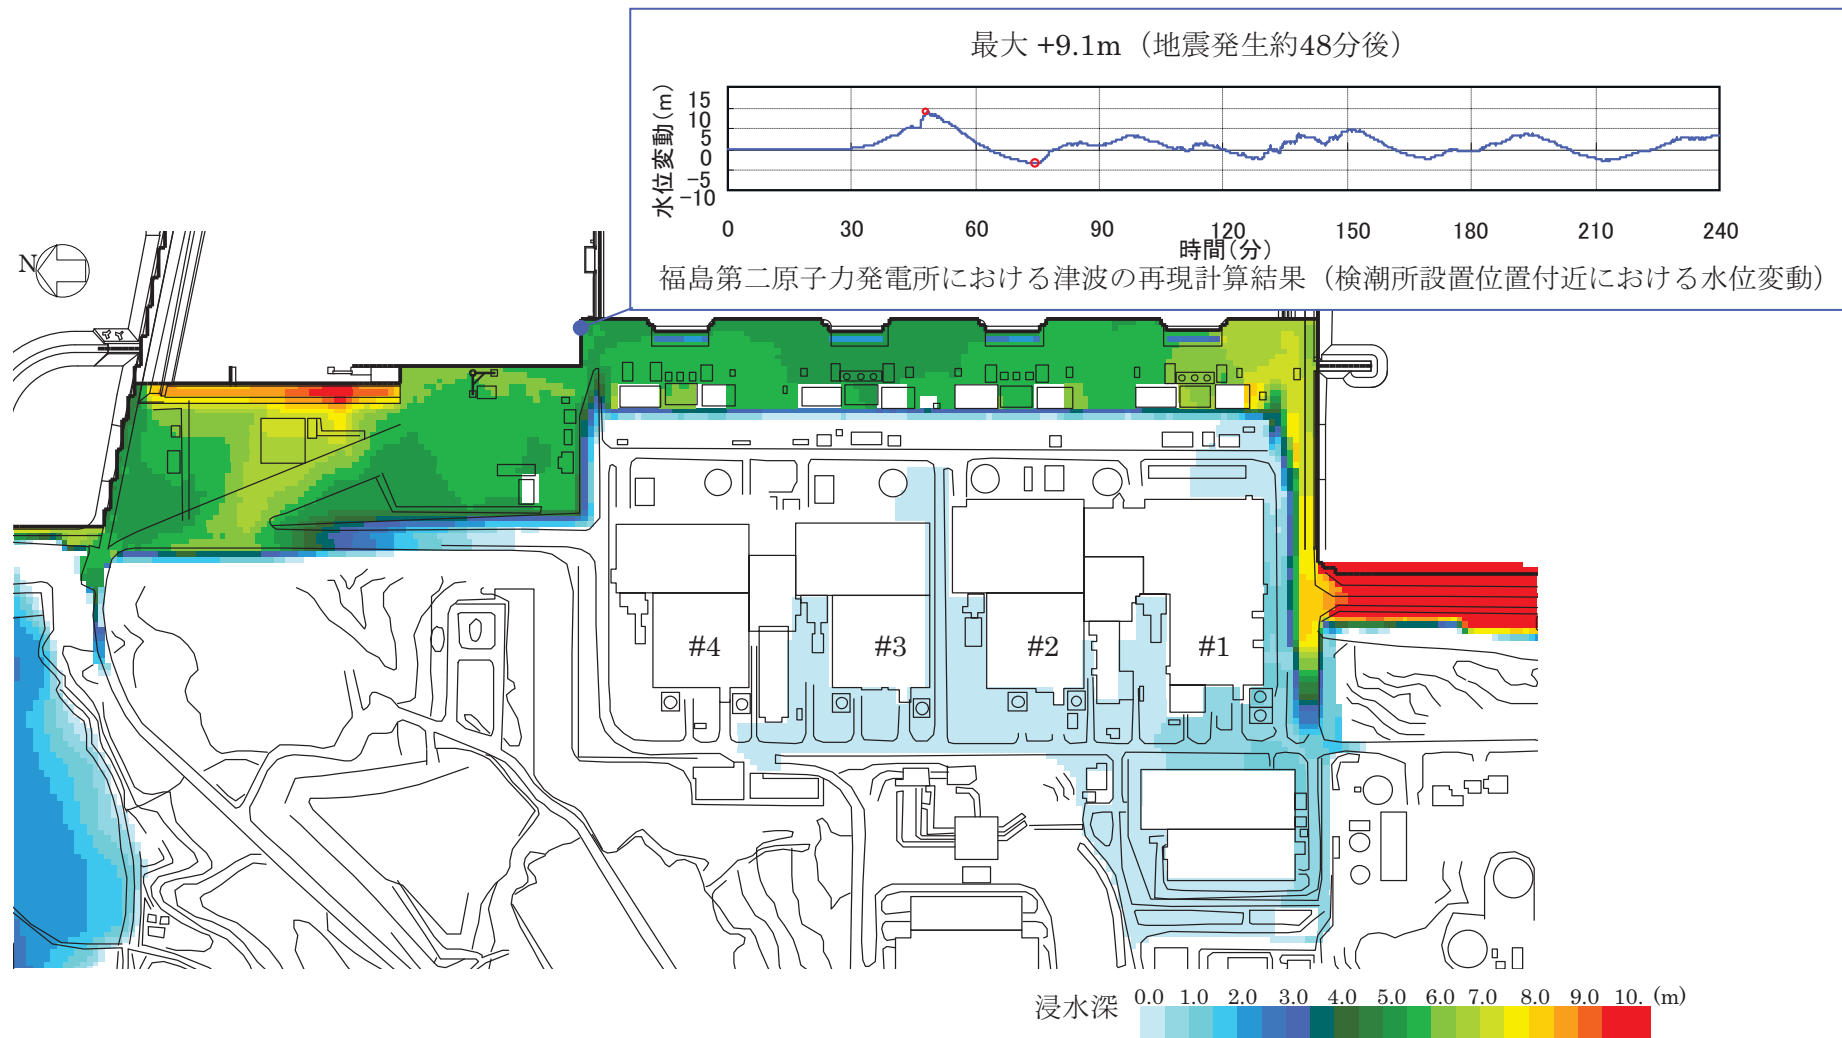 最大 +9.1m（地震発生約48分後）
水位変動(m)
15
10
5
0
-5
-10
0 30 60 90 120 150 180 210 240
時間(分)
福島第二原子力発電所における津波の再現計算結果（検潮所設置位置付近における水位変動）
N
#4 #3 #2 #1
浸水深 0.0 1.0 2.0 3.0 4.0 5.0 6.0 7.0 8.0 9.0 10. (m)